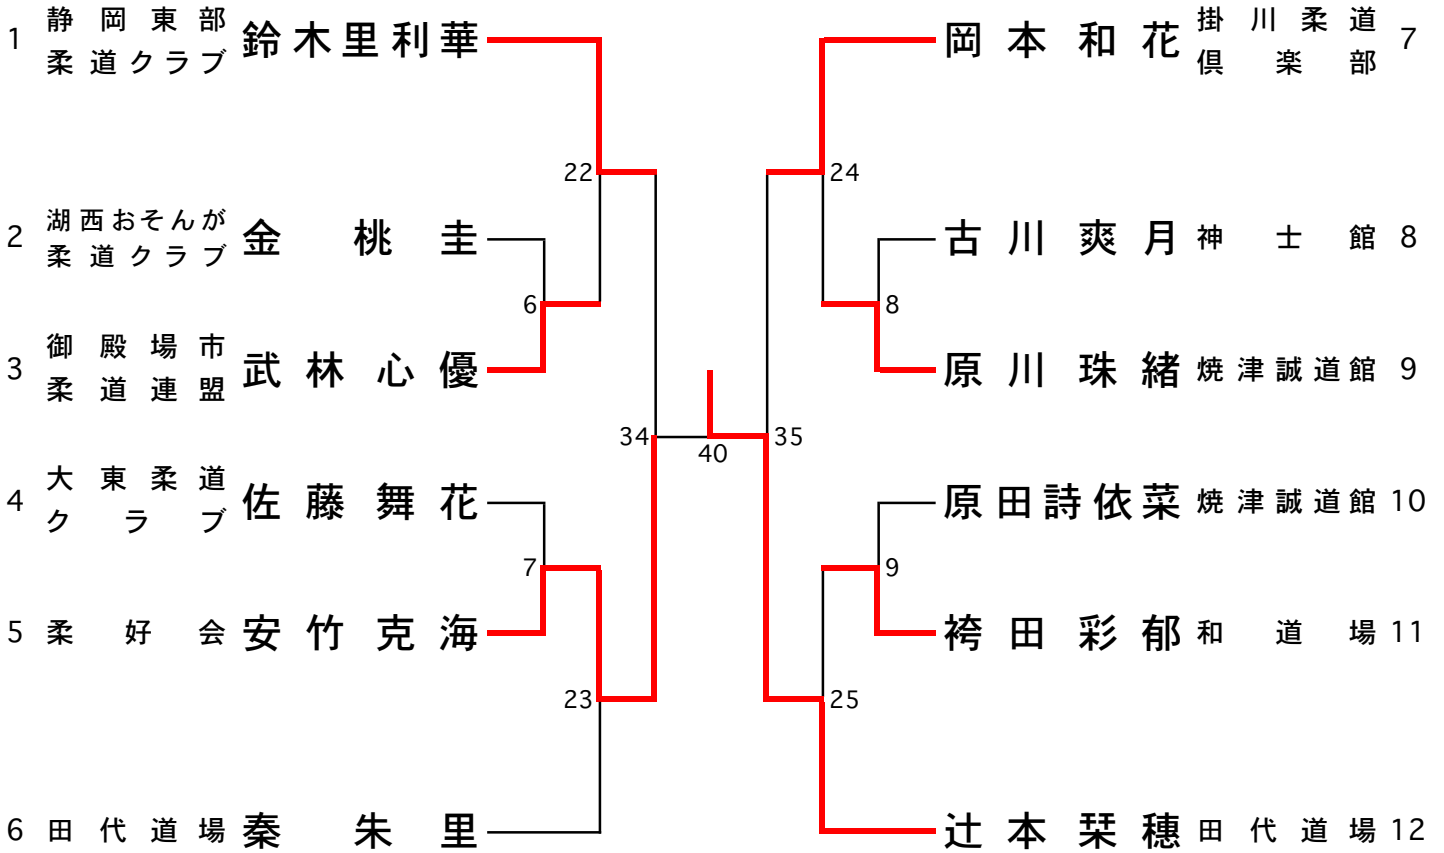 1 静岡東部柔道クラブ 鈴木里利華
2 湖西おそんが柔道クラブ 金桃圭
3 御殿場市柔道連盟 武林心優
4 大東柔道クラブ 佐藤舞花
5 柔好会 安竹克海
6 田代道場 秦朱里
22
6
34
7
23
40
岡本和花 掛川柔道倶楽部 7
古川爽月 神士館 8
原川珠緒 焼津誠道館 9
原田詩依菜 焼津誠道館 10
袴田彩郁 和道場 11
辻本栞穂 田代道場 12
24
8
35
9
25